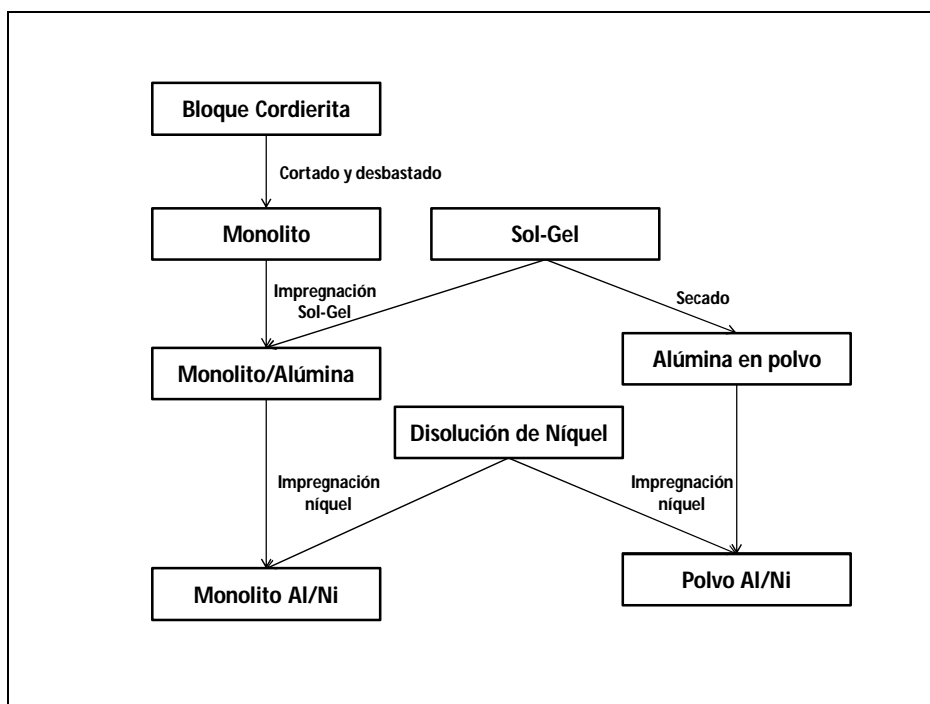 Bloque Cordierita
Cortado y desbastado
Monolito
Sol-Gel
Impregnación
Sol-Gel
Secado
Monolito/Alúmina
Alúmina en polvo
Disolución de Níquel
Impregnación
níquel
Impregnación
níquel
Monolito Al/Ni
Polvo Al/Ni